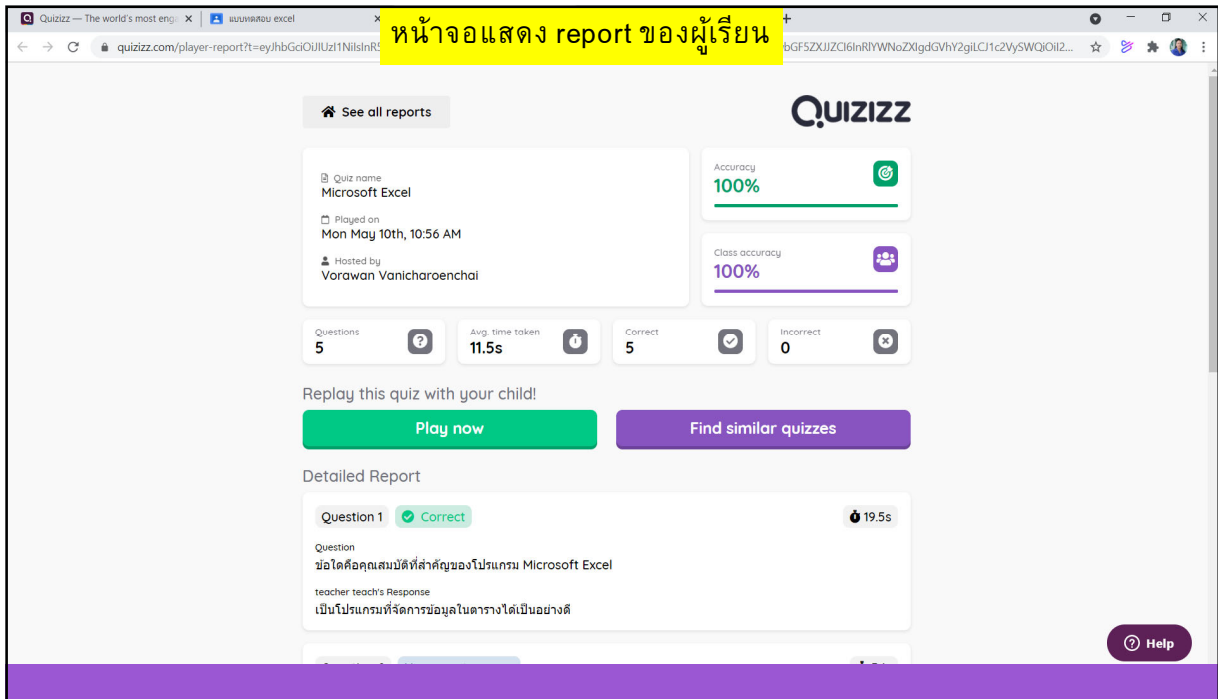 Quizizz — The world's most eng
แบบทดสอบ excel
หน้าจอแสดง report ของผู้เรียน
See all reports
Quizizz
Quiz name
Microsoft Excel
Played on
Mon May 10th, 10:56 AM
Hosted by
Vorawan Vanicharoenchai
Accuracy
100%
Class accuracy
100%
Questions
5
Avg. time taken
11.5s
Correct
5
Incorrect
0
Replay this quiz with your child!
Play now
Find similar quizzes
Detailed Report
Question 1 Correct 19.5s
Question
ข้อใดคือคุณสมบัติที่สำคัญของโปรแกรม Microsoft Excel
teacher teach's Response
เป็นโปรแกรมที่จัดการข้อมูลในตารางได้เป็นอย่างดี
Help